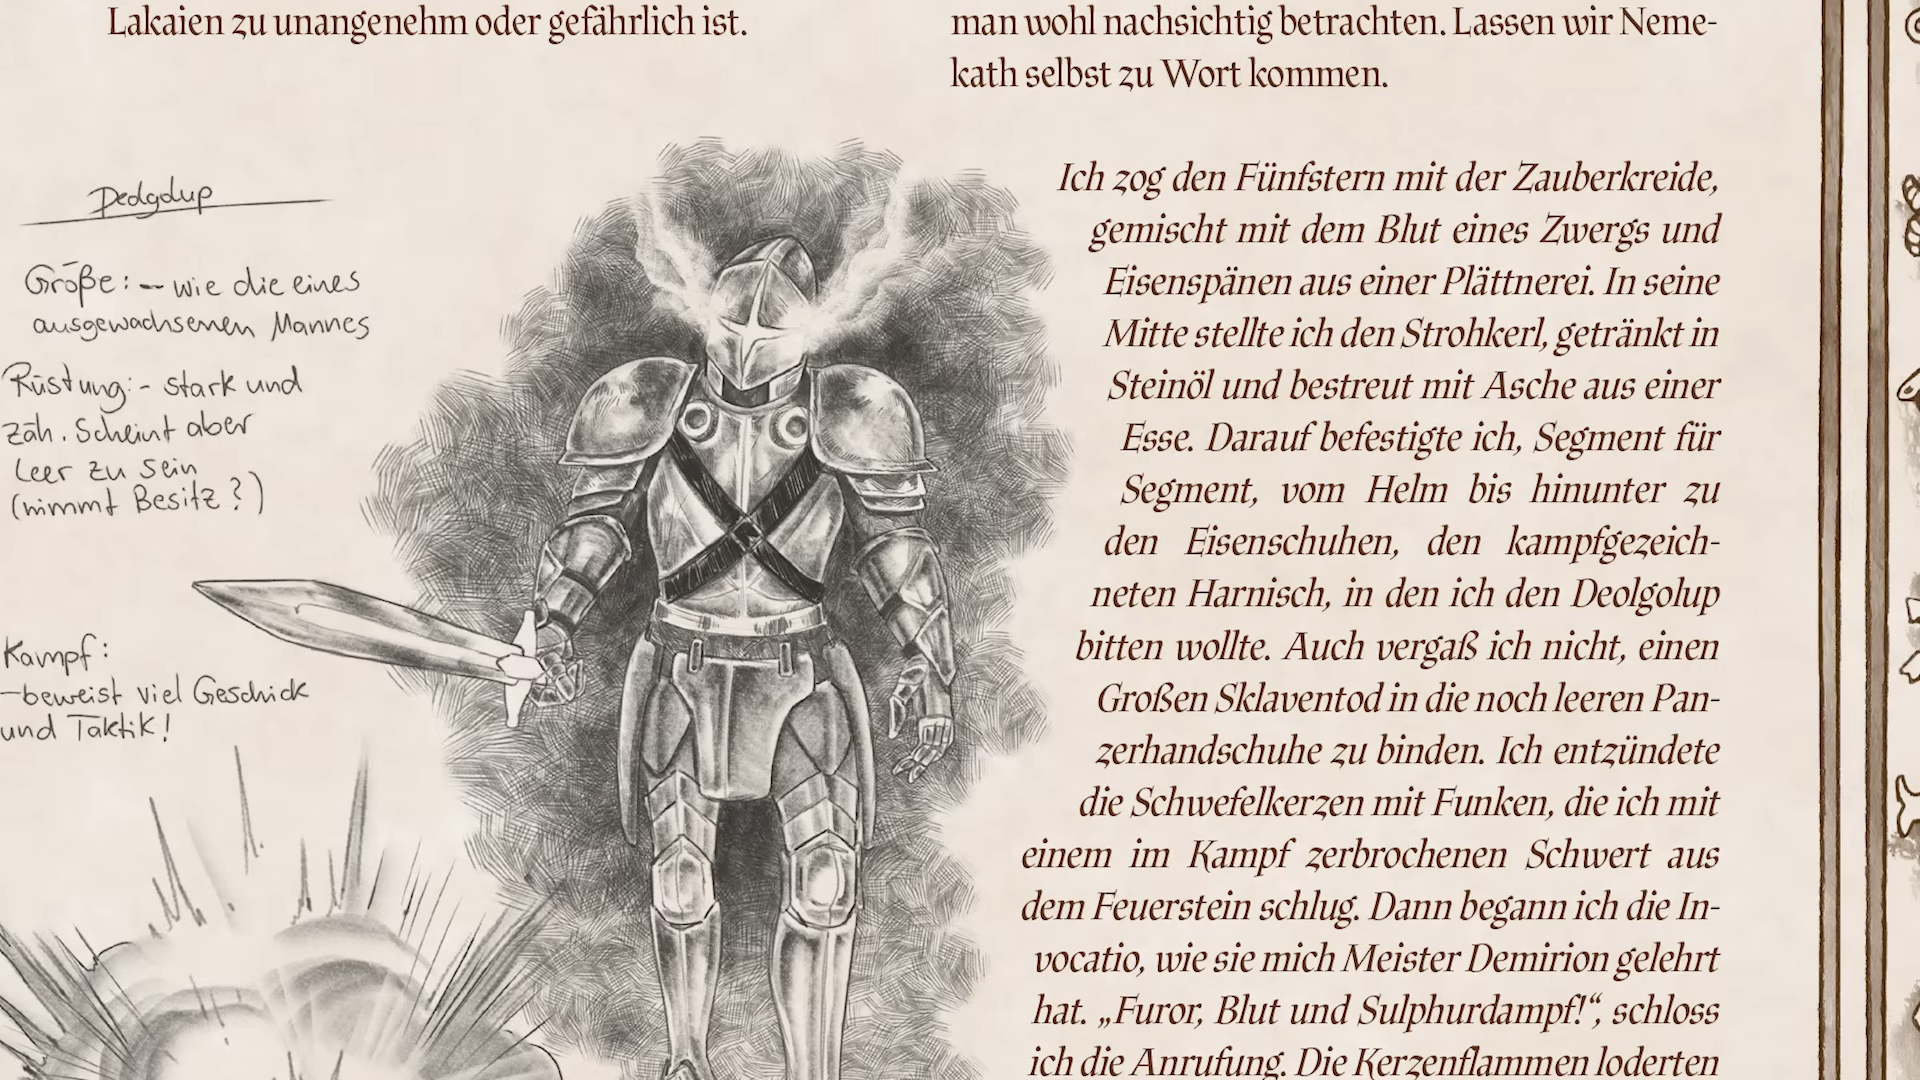 Lakaien zu unangenehm oder gefährlich ist.
Dedgolup
Größe: - wie die eines
ausgewachsenen Mannes
Rüstung: - stark und
zäh. Scheint aber
leer zu sein
(nimmt Besitz?)
Kampf:
- beweist viel Geschick
und Taktik!
man wohl nachsichtig betrachten. Lassen wir Neme-
kath selbst zu Wort kommen.
Ich zog den Fünfstern mit der Zauberkreide,
gemischt mit dem Blut eines Zwergs und
Eisenspänen aus einer Plättnerei. In seine
Mitte stellte ich den Strohkerl, getränkt in
Steinöl und bestreut mit Asche aus einer
Esse. Darauf befestigte ich, Segment für
Segment, vom Helm bis hinunter zu
den Eisenschuhen, den kampfgezeich-
neten Harnisch, in den ich den Deolgolup
bitten wollte. Auch vergaß ich nicht, einen
Großen Sklaventod in die noch leeren Pan-
zerhandschuhe zu binden. Ich entzündete
die Schwefelkerzen mit Funken, die ich mit
einem im Kampf zerbrochenen Schwert aus
dem Feuerstein schlug. Dann begann ich die In-
vocatio, wie sie mich Meister Demirion gelehrt
hat. „Furor, Blut und Sulphurdampf!“, schloss
ich die Anrufung. Die Kerzenflammen loderten